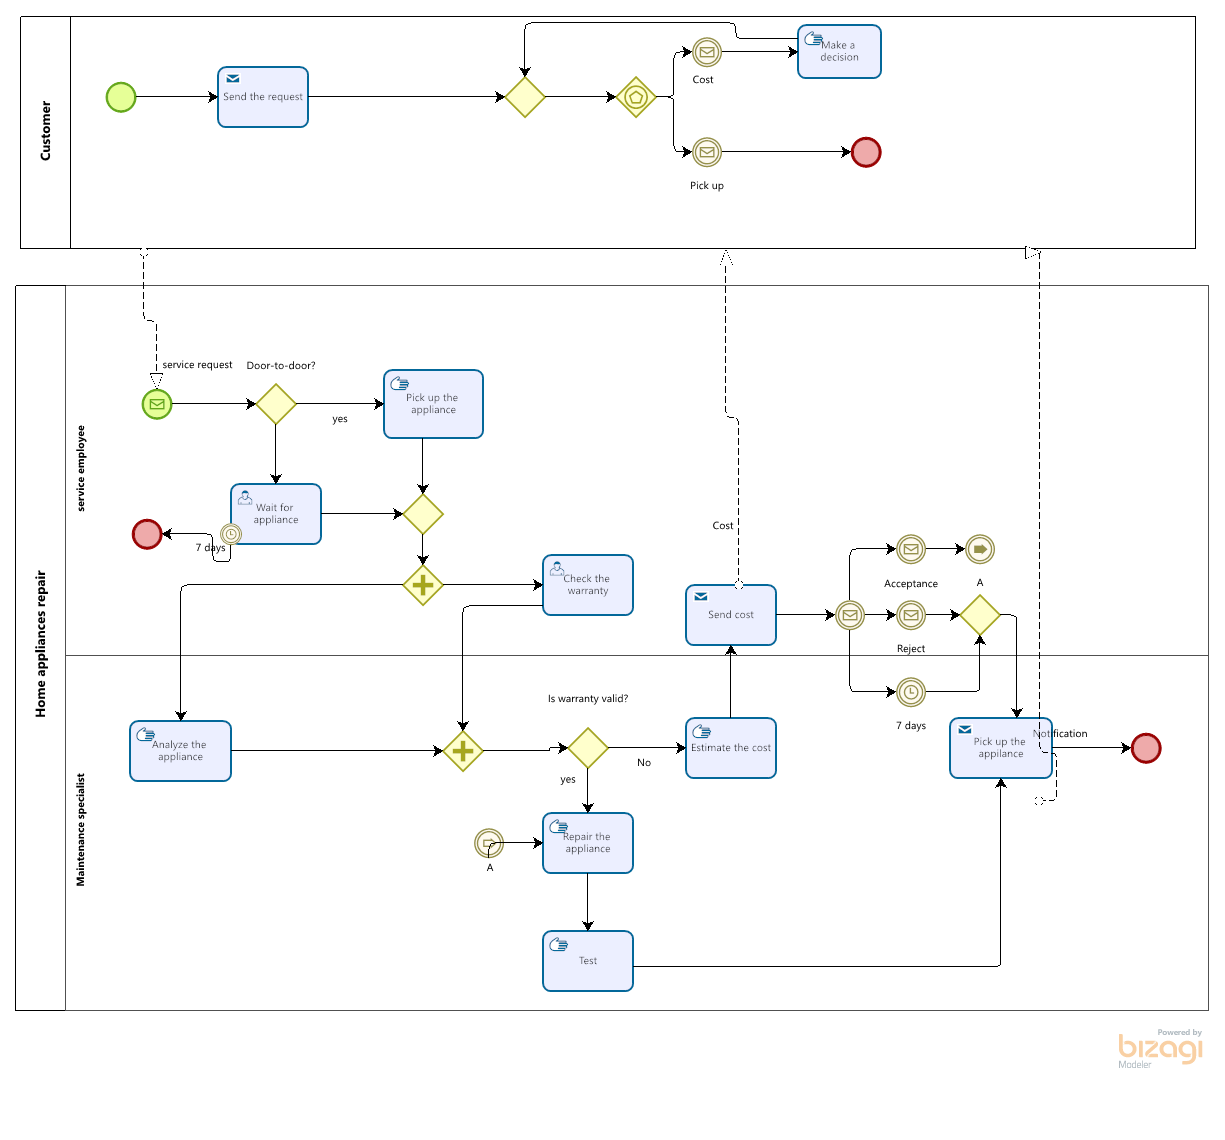 Customer
Send the request
Cost
Make a
decision
Pick up
Home appliances repair
service employee
service request
Door-to-door?
yes
Pick up the
appliance
Wait for
appliance
7 days
Check the
warranty
Cost
Send cost
Acceptance
A
Reject
7 days
Maintenance specialist
Analyze the
appliance
Is warranty valid?
yes
No
Estimate the cost
Pick up the
appilance
Notification
A
Repair the
appliance
Test
Powered by
bizagi
Modeler